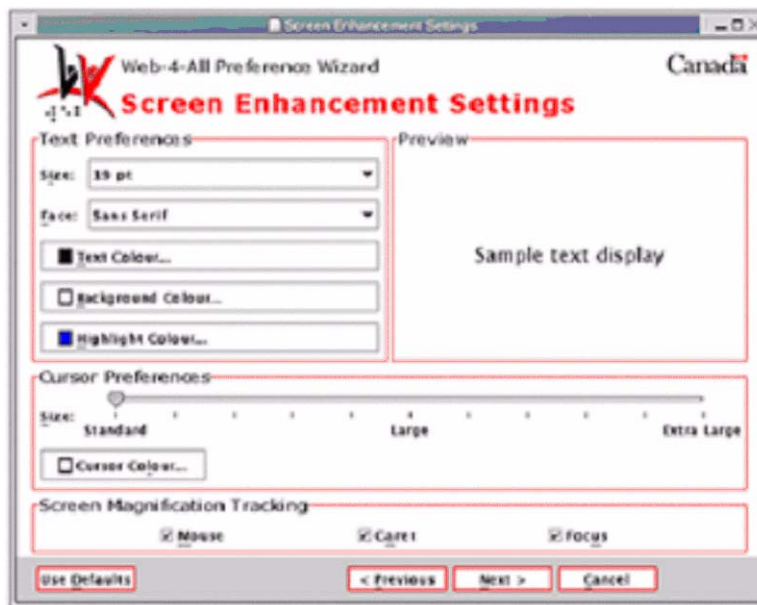 Screen Enhancement Settings
Web-4-All Preference Wizard
Canada
Screen Enhancement Settings
Text Preferences
Size: 19 pt
Face: Sans Serif
Text Colour...
Background Colour...
Highlight Colour...
Preview
Sample text display
Cursor Preferences
Size:
Standard Large Extra Large
Cursor Colour...
Screen Magnification Tracking
Mouse Caret Focus
Use Defaults < Previous Next > Cancel